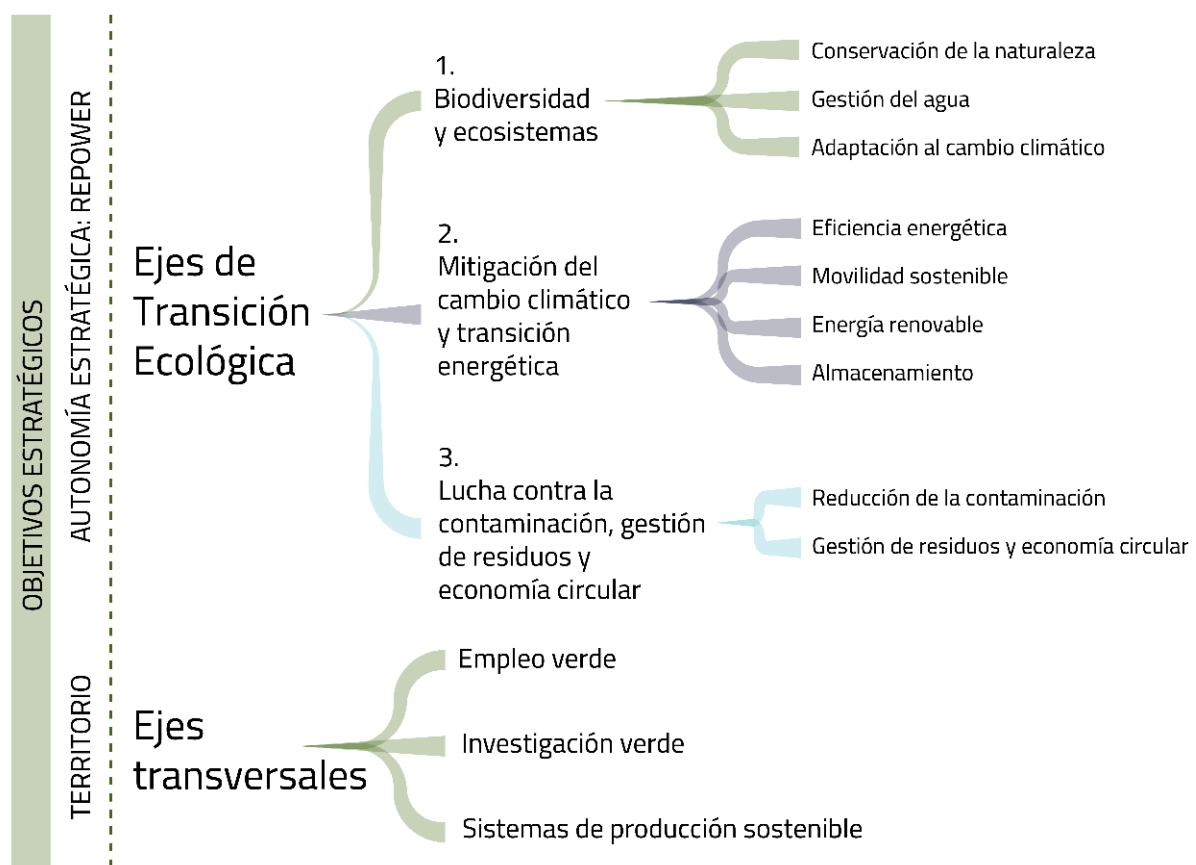 OBJETIVOS ESTRATÉGICOS
AUTONOMÍA ESTRATÉGICA: REPOWER
TERRITORIO
Ejes de
Transición
Ecológica
1.
Biodiversidad
y ecosistemas
Conservación de la naturaleza
Gestión del agua
Adaptación al cambio climático
2.
Mitigación del
cambio climático
y transición
energética
Eficiencia energética
Movilidad sostenible
Energía renovable
Almacenamiento
3.
Lucha contra la
contaminación, gestión
de residuos y
economía circular
Reducción de la contaminación
Gestión de residuos y economía circular
Ejes
transversales
Empleo verde
Investigación verde
Sistemas de producción sostenible